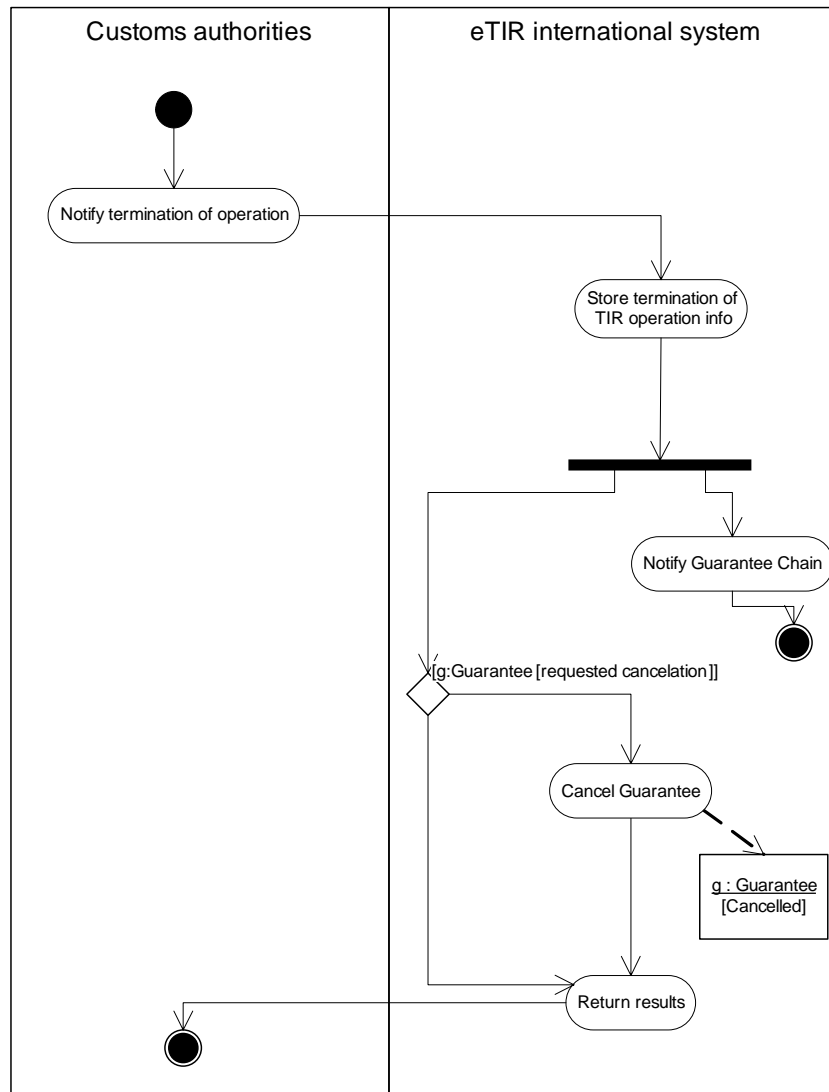 Customs authorities
eTIR international system
Notify termination of operation
Store termination of
TIR operation info
Notify Guarantee Chain
[g:Guarantee [requested cancelation]]
Cancel Guarantee
g : Guarantee
[Cancelled]
Return results